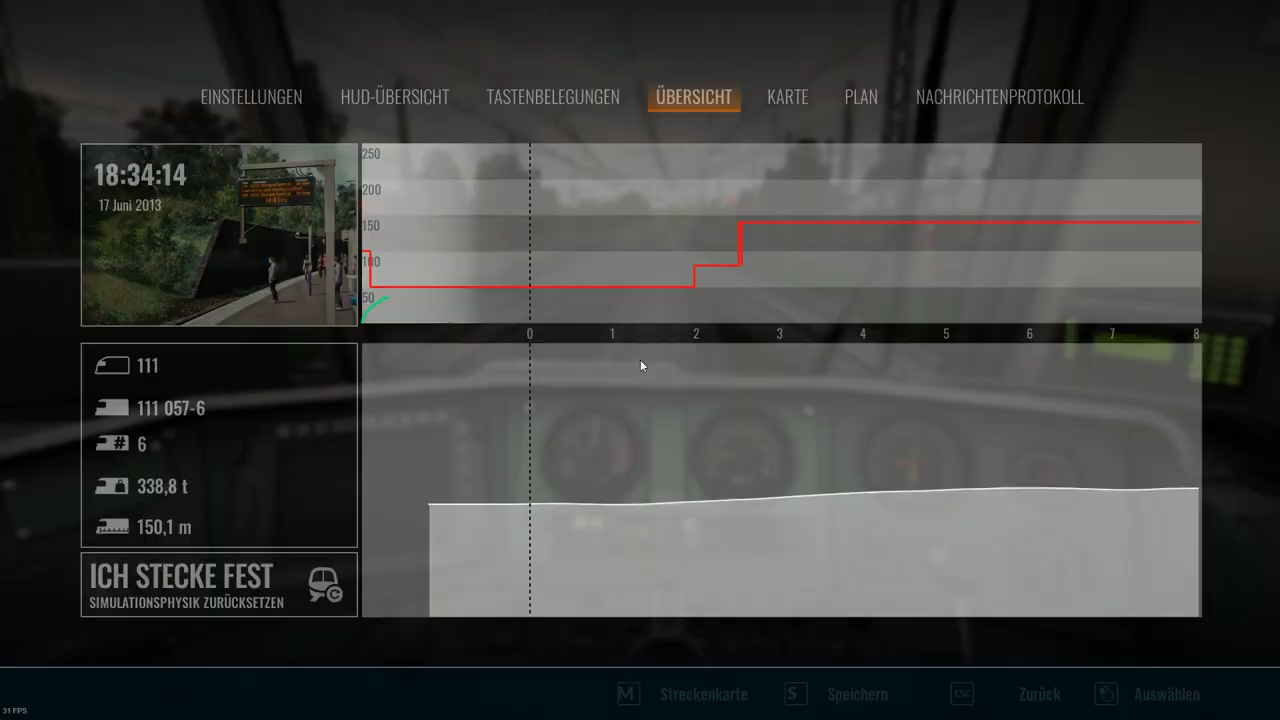 EINSTELLUNGEN HUD-ÜBERSICHT TASTENBELEGUNGEN ÜBERSICHT KARTE PLAN NACHRICHTENPROTOKOLL
18:34:14
17 Juni 2013
250
200
150
100
50
0 1 2 3 4 5 6 7 8
111
111 057-6
# 6
338,8 t
150,1 m
ICH STECKE FEST
SIMULATIONSPHYSIK ZURÜCKSETZEN
M Streckenkarte S Speichern ESC Zurück Auswählen
31 FPS